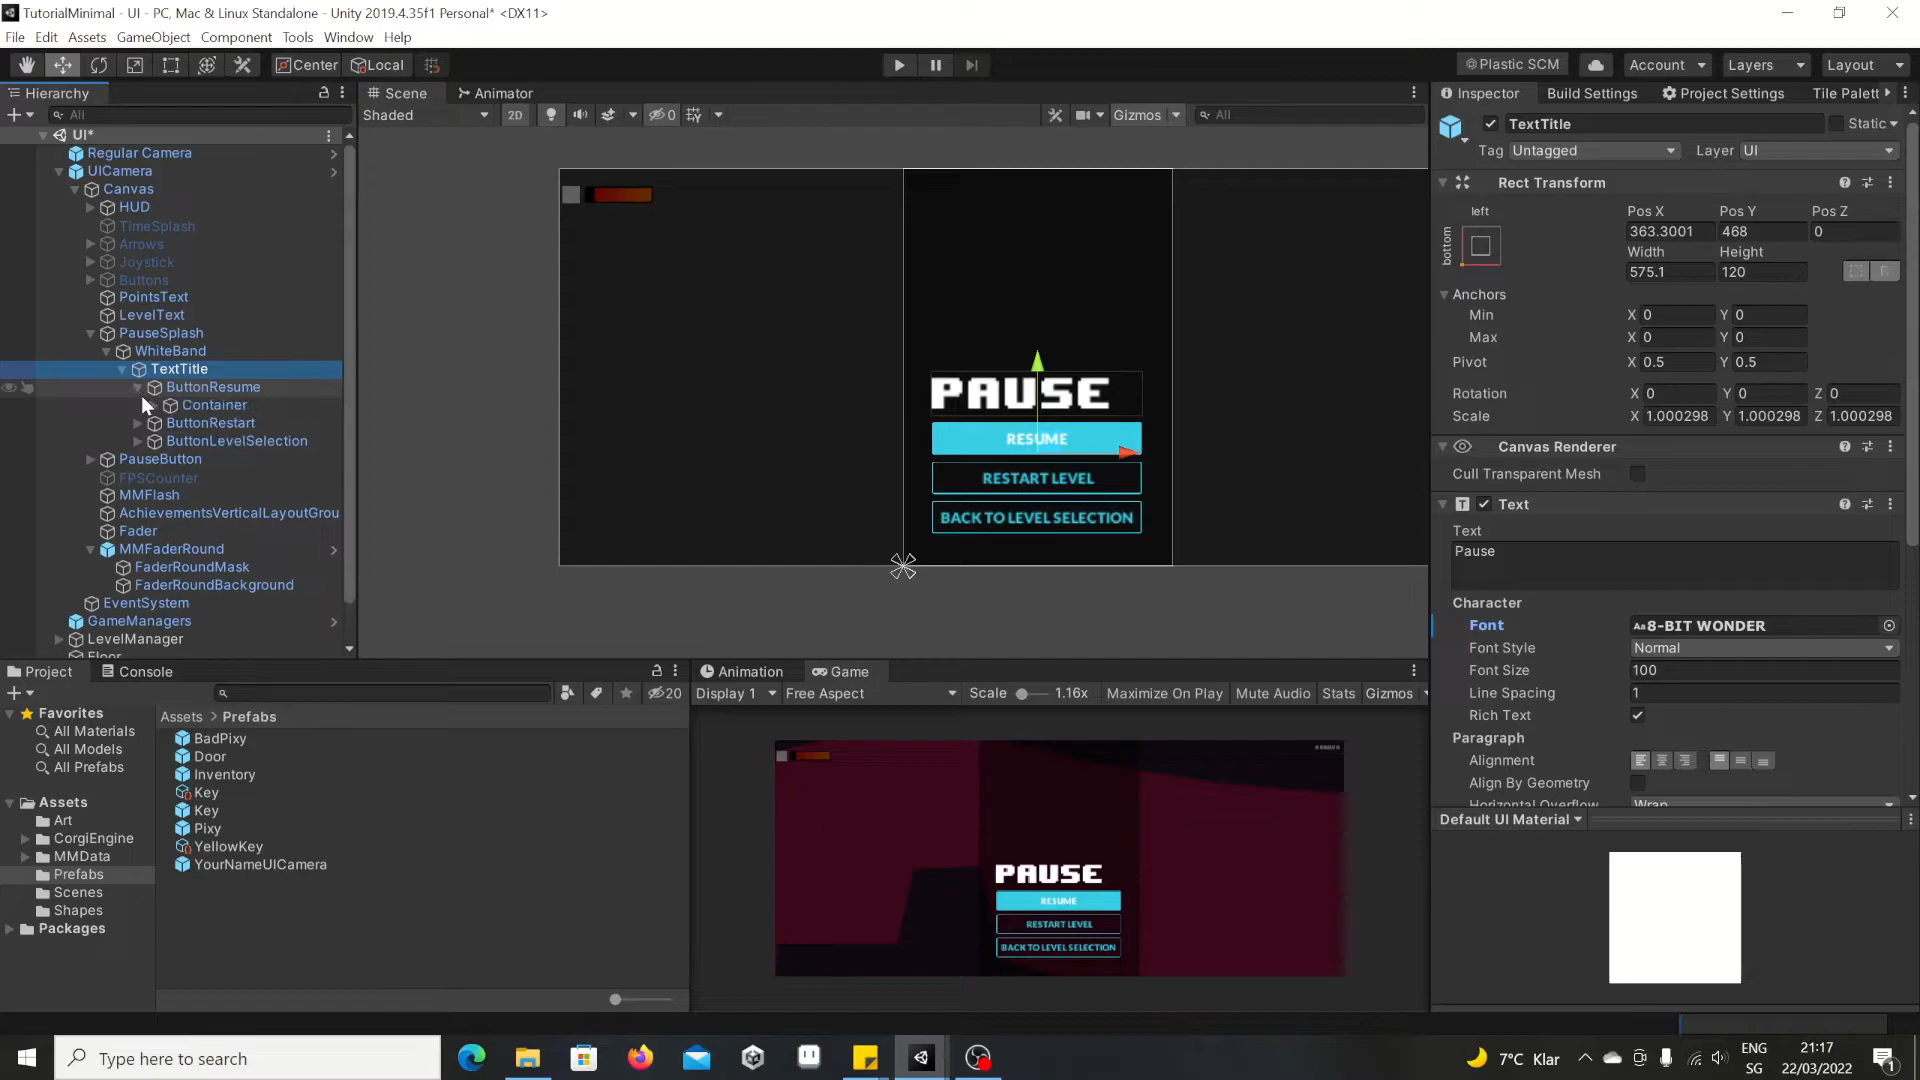 TutorialMinimal - UI - PC, Mac & Linux Standalone - Unity 2019.4.35f1 Personal* <DX11>
File Edit Assets GameObject Component Tools Window Help
Center Local Plastic SCM Account Layers Layout
Hierarchy
All
UI*
Regular Camera
UICamera
Canvas
HUD
TimeSplash
Arrows
Joystick
Buttons
PointsText
LevelText
PauseSplash
WhiteBand
TextTitle
ButtonResume
Container
ButtonRestart
ButtonLevelSelection
PauseButton
FPSCounter
MMFlash
AchievementsVerticalLayoutGrou
Fader
MMFaderRound
FaderRoundMask
FaderRoundBackground
EventSystem
GameManagers
LevelManager
Floor
Scene Animator
Shaded 2D 0 Gizmos All
PAUSE
RESUME
RESTART LEVEL
BACK TO LEVEL SELECTION
Inspector Build Settings Project Settings Tile Palett
TextTitle Static
Tag Untagged Layer UI
Rect Transform
left Pos X Pos Y Pos Z
bottom 363.3001 468 0
Width Height
575.1 120 R
Anchors
Min X 0 Y 0
Max X 0 Y 0
Pivot X 0.5 Y 0.5
Rotation X 0 Y 0 Z 0
Scale X 1.000298 Y 1.000298 Z 1.000298
Canvas Renderer
Cull Transparent Mesh
Text
Text
Pause
Character
Font Aa8-BIT WONDER
Font Style Normal
Font Size 100
Line Spacing 1
Rich Text
Paragraph
Alignment
Align By Geometry
Horizontal Overflow Wrap
Default UI Material
Project Console
20
Favorites
All Materials
All Models
All Prefabs
Assets
Art
CorgiEngine
MMData
Prefabs
Scenes
Shapes
Packages
Assets > Prefabs
BadPixy
Door
Inventory
Key
Key
Pixy
YellowKey
YourNameUICamera
Animation Game
Display 1 Free Aspect Scale 1.16x Maximize On Play Mute Audio Stats Gizmos
PAUSE
RESUME
RESTART LEVEL
BACK TO LEVEL SELECTION
Type here to search
7°C Klar
ENG
SG
21:17
22/03/2022
1